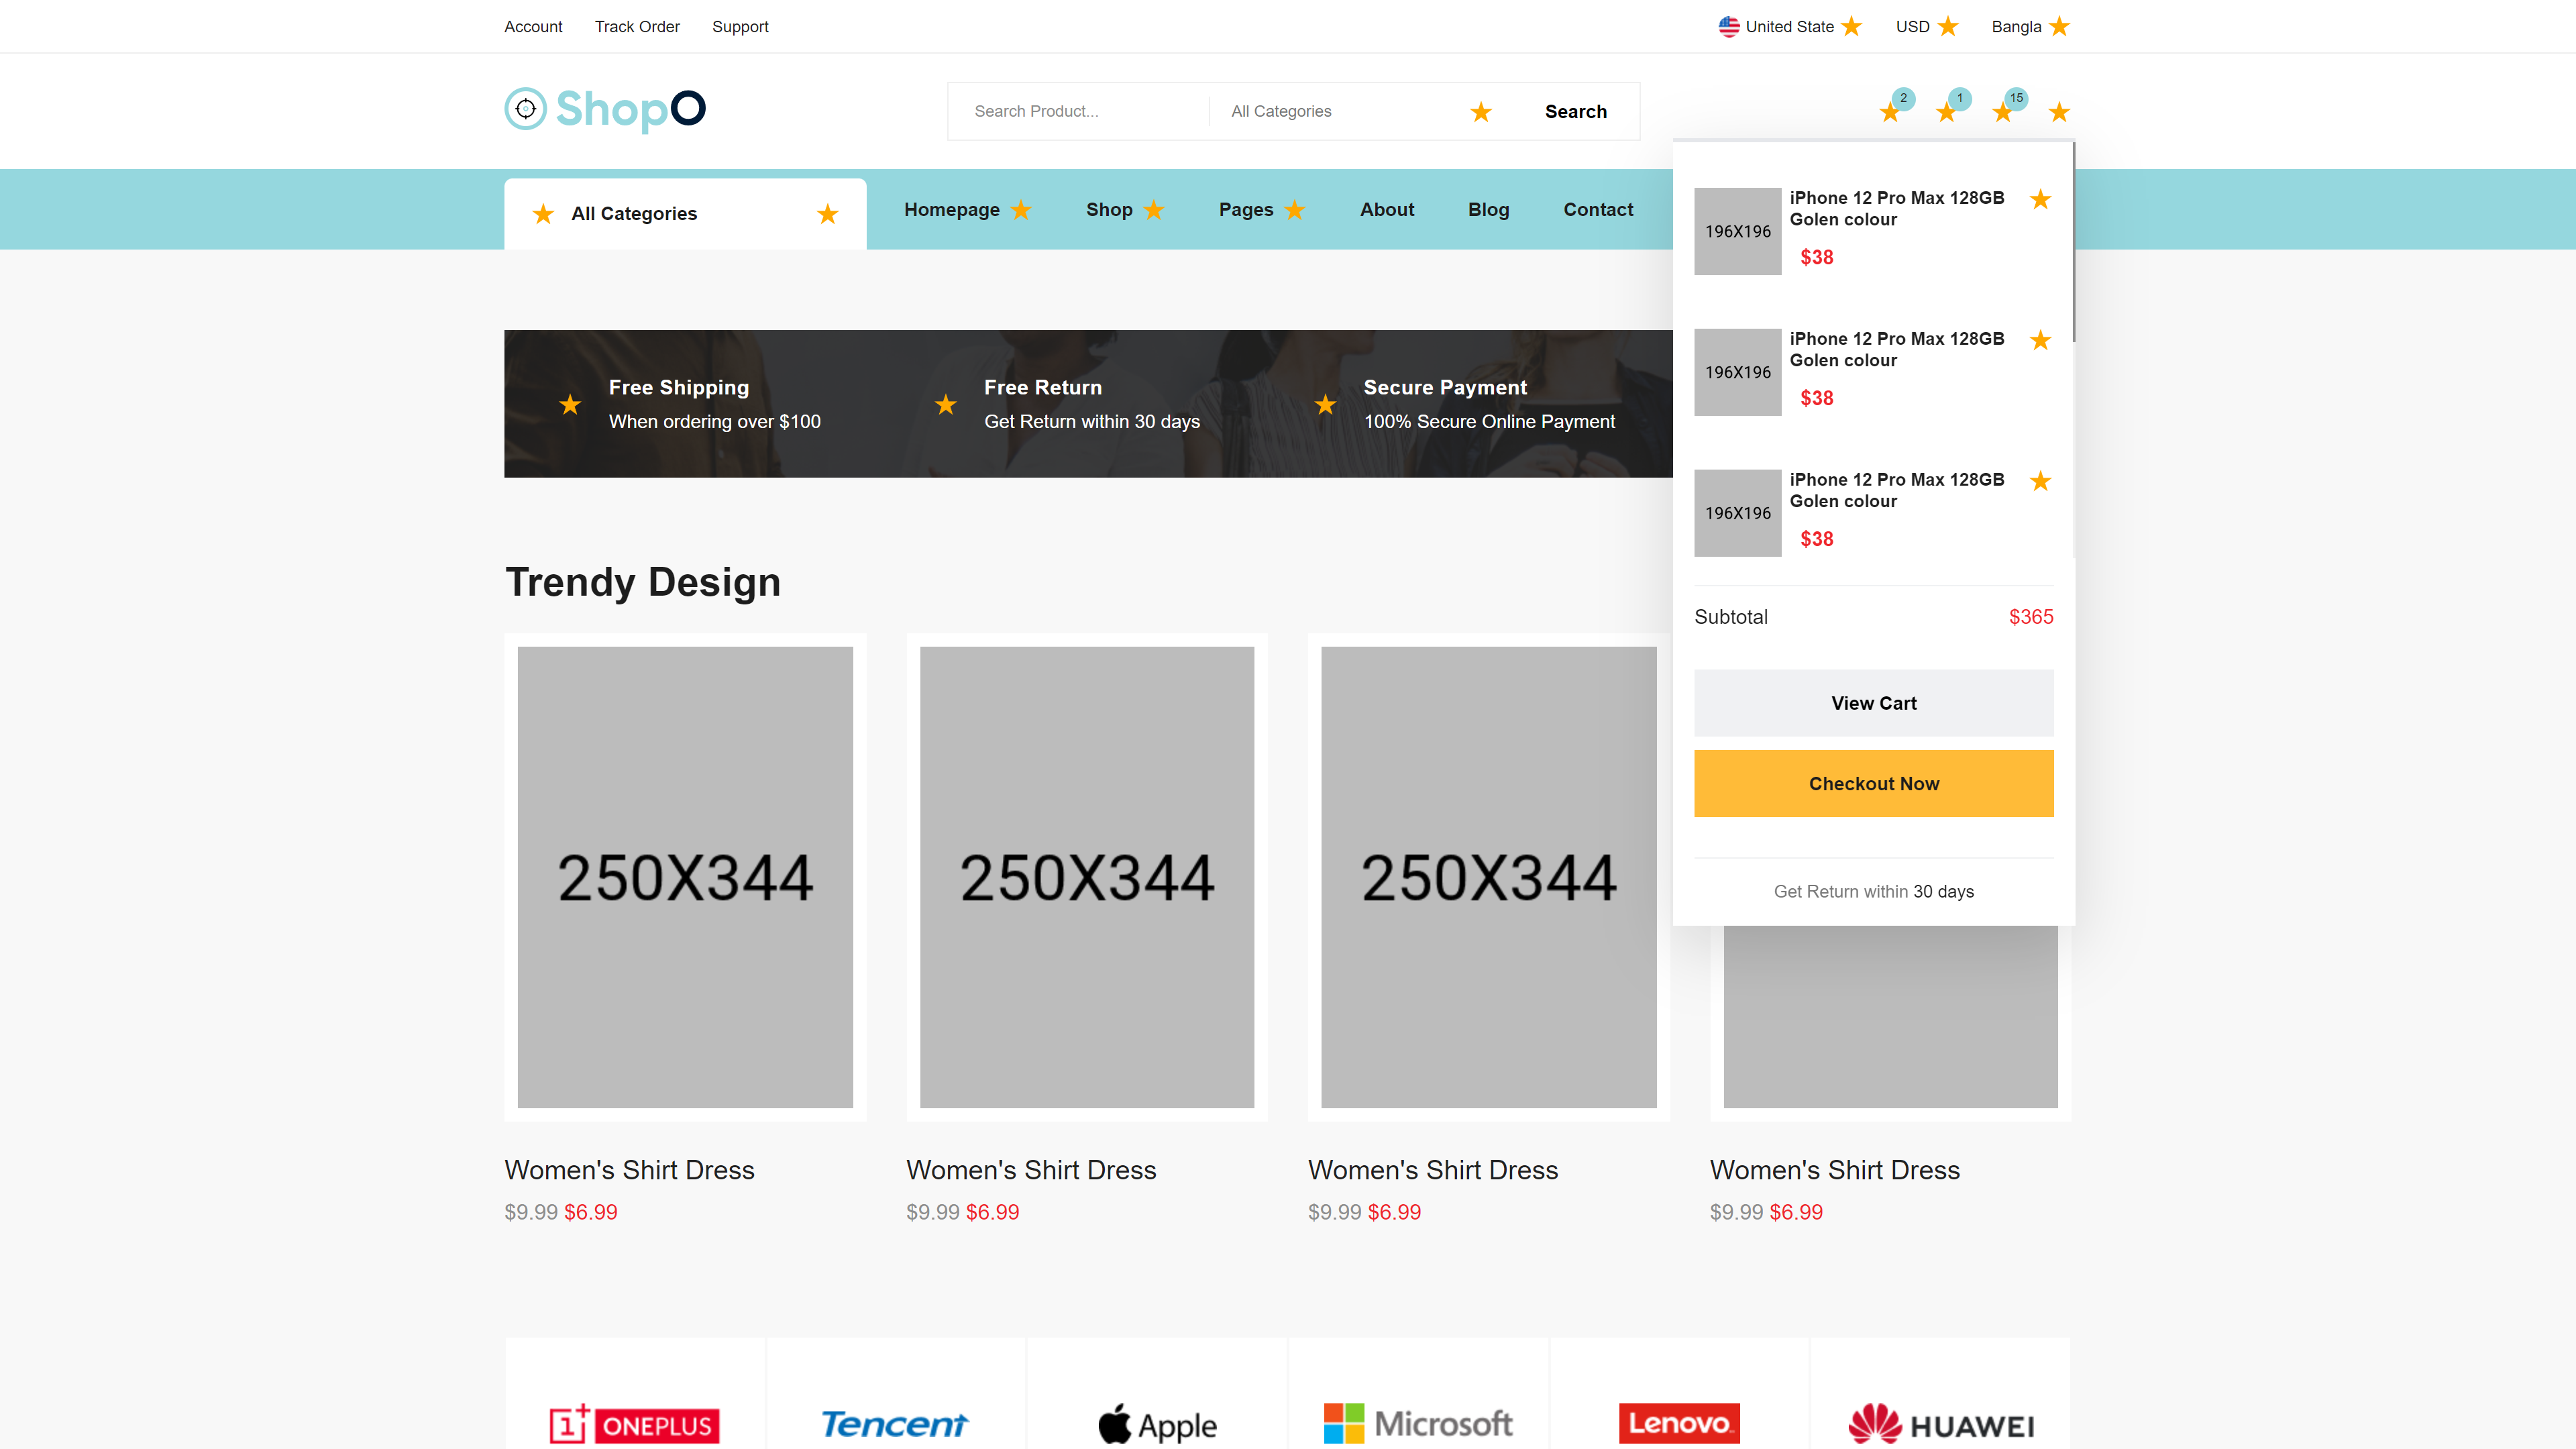 Account Track Order Support United State USD Bangla
ShopO Search Product... All Categories Search 2 1 15
All Categories Homepage Shop Pages About Blog Contact
Free Shipping
When ordering over $100
Free Return
Get Return within 30 days
Secure Payment
100% Secure Online Payment
196X196
iPhone 12 Pro Max 128GB
Golen colour
$38
196X196
iPhone 12 Pro Max 128GB
Golen colour
$38
196X196
iPhone 12 Pro Max 128GB
Golen colour
$38
Subtotal $365
View Cart
Checkout Now
Get Return within 30 days
Trendy Design
250X344
Women's Shirt Dress
$9.99 $6.99
250X344
Women's Shirt Dress
$9.99 $6.99
250X344
Women's Shirt Dress
$9.99 $6.99
Women's Shirt Dress
$9.99 $6.99
1+ ONEPLUS
Tencent
Apple
Microsoft
Lenovo
HUAWEI